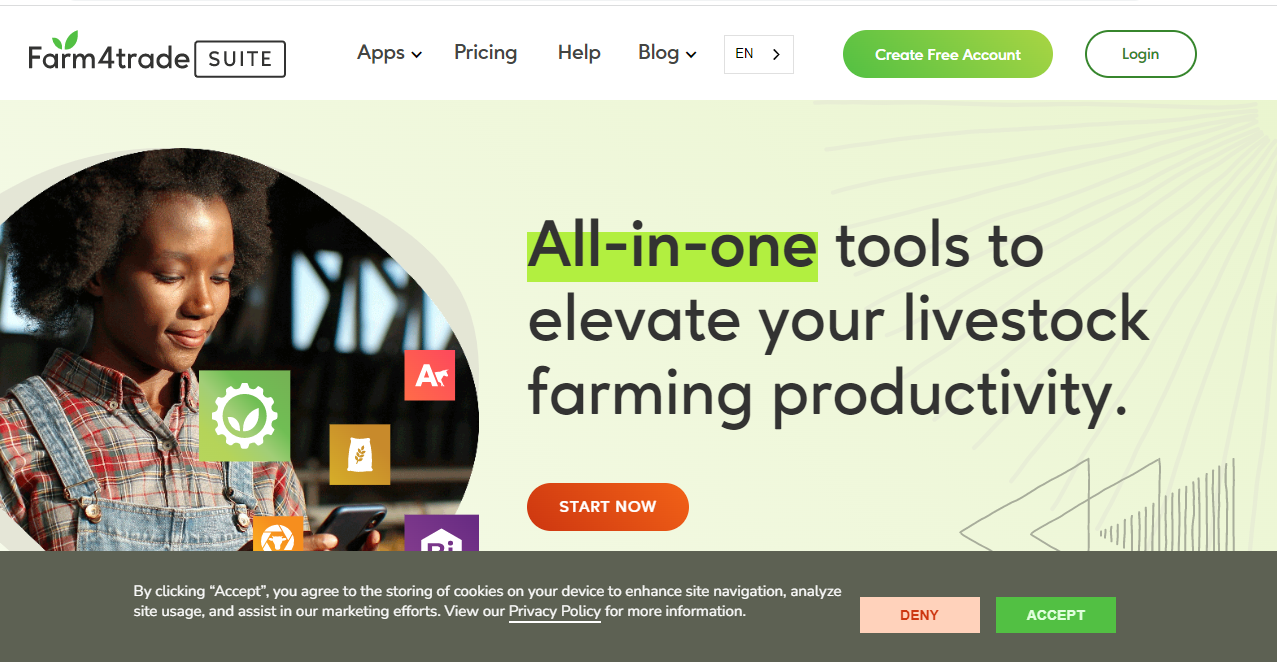 Farm4trade SUITE
Apps Pricing Help Blog EN Create Free Account Login
All-in-one tools to
elevate your livestock
farming productivity.
START NOW
By clicking “Accept”, you agree to the storing of cookies on your device to enhance site navigation, analyze
site usage, and assist in our marketing efforts. View our Privacy Policy for more information.
DENY ACCEPT